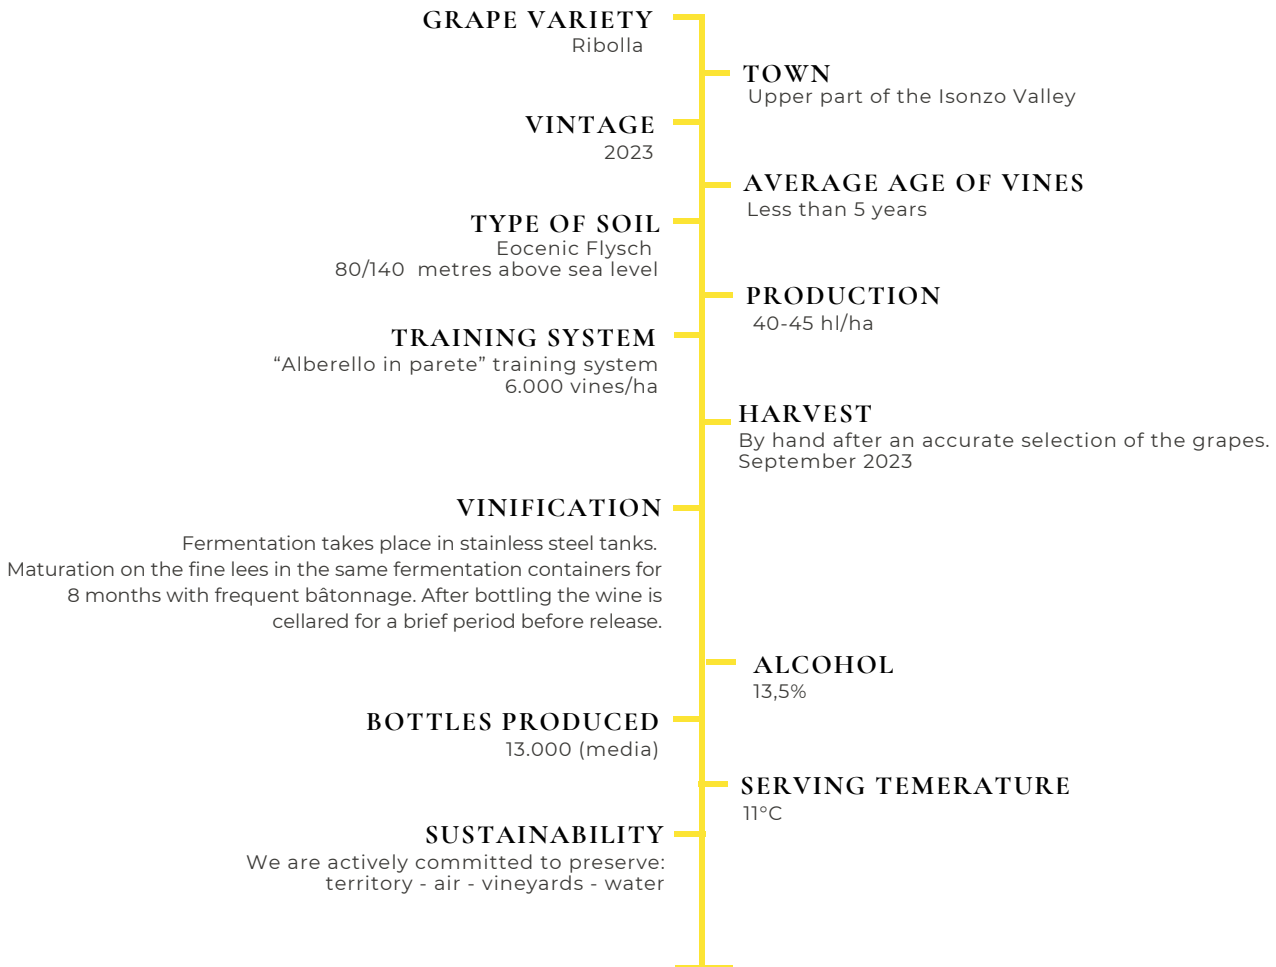 GRAPE VARIETY
Ribolla
TOWN
Upper part of the Isonzo Valley
VINTAGE
2023
AVERAGE AGE OF VINES
Less than 5 years
TYPE OF SOIL
Eocenic Flysch
80/140 metres above sea level
PRODUCTION
40-45 hl/ha
TRAINING SYSTEM
“Alberello in parete” training system
6.000 vines/ha
HARVEST
By hand after an accurate selection of the grapes.
September 2023
VINIFICATION
Fermentation takes place in stainless steel tanks.
Maturation on the fine lees in the same fermentation containers for
8 months with frequent bâtonnage. After bottling the wine is
cellared for a brief period before release.
ALCOHOL
13,5%
BOTTLES PRODUCED
13.000 (media)
SERVING TEMERATURE
11°C
SUSTAINABILITY
We are actively committed to preserve:
territory - air - vineyards - water